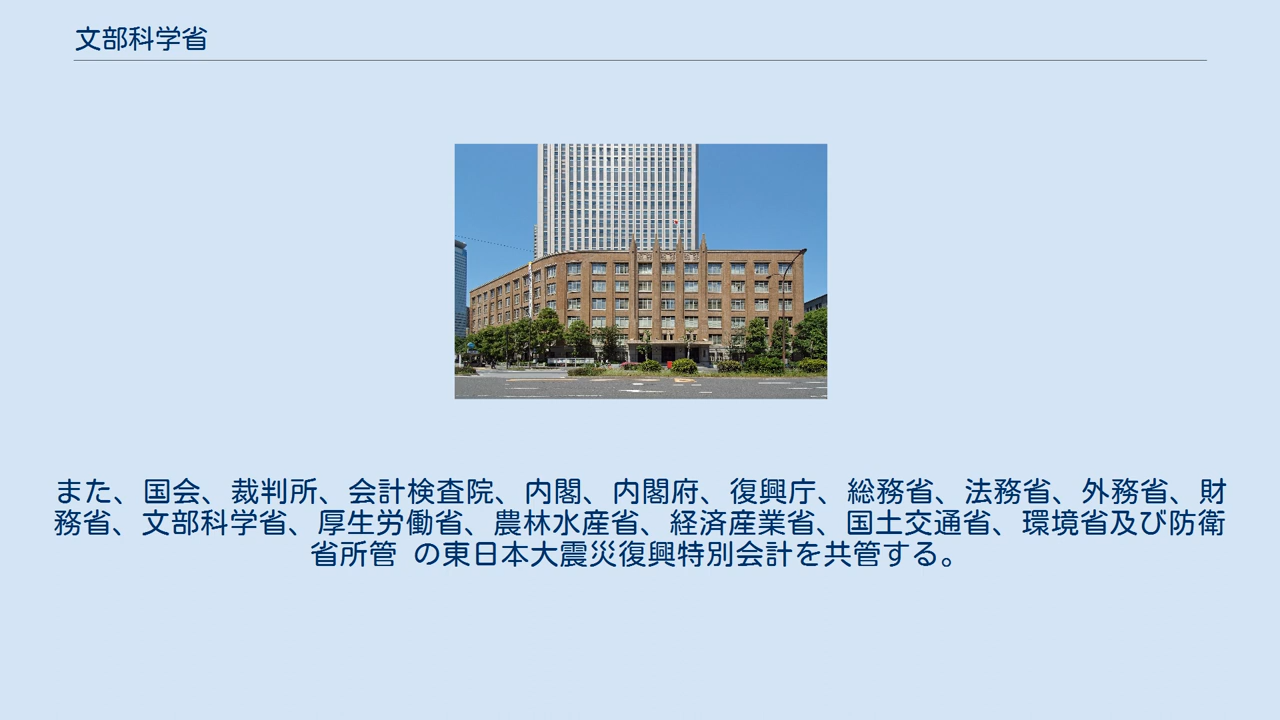 文部科学省
また、国会、裁判所、会計検査院、内閣、内閣府、復興庁、総務省、法務省、外務省、財
務省、文部科学省、厚生労働省、農林水産省、経済産業省、国土交通省、環境省及び防衛
省所管 の東日本大震災復興特別会計を共管する。